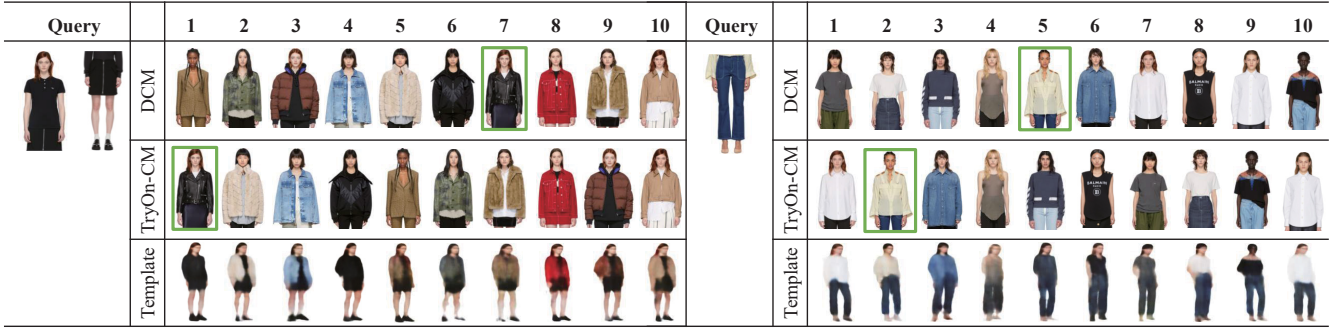 Query 1 2 3 4 5 6 7 8 9 10 Query 1 2 3 4 5 6 7 8 9 10
DCM DCM
BALMAIN
B
TryOn-CM TryOn-CM
BALMAIN
B
Template Template